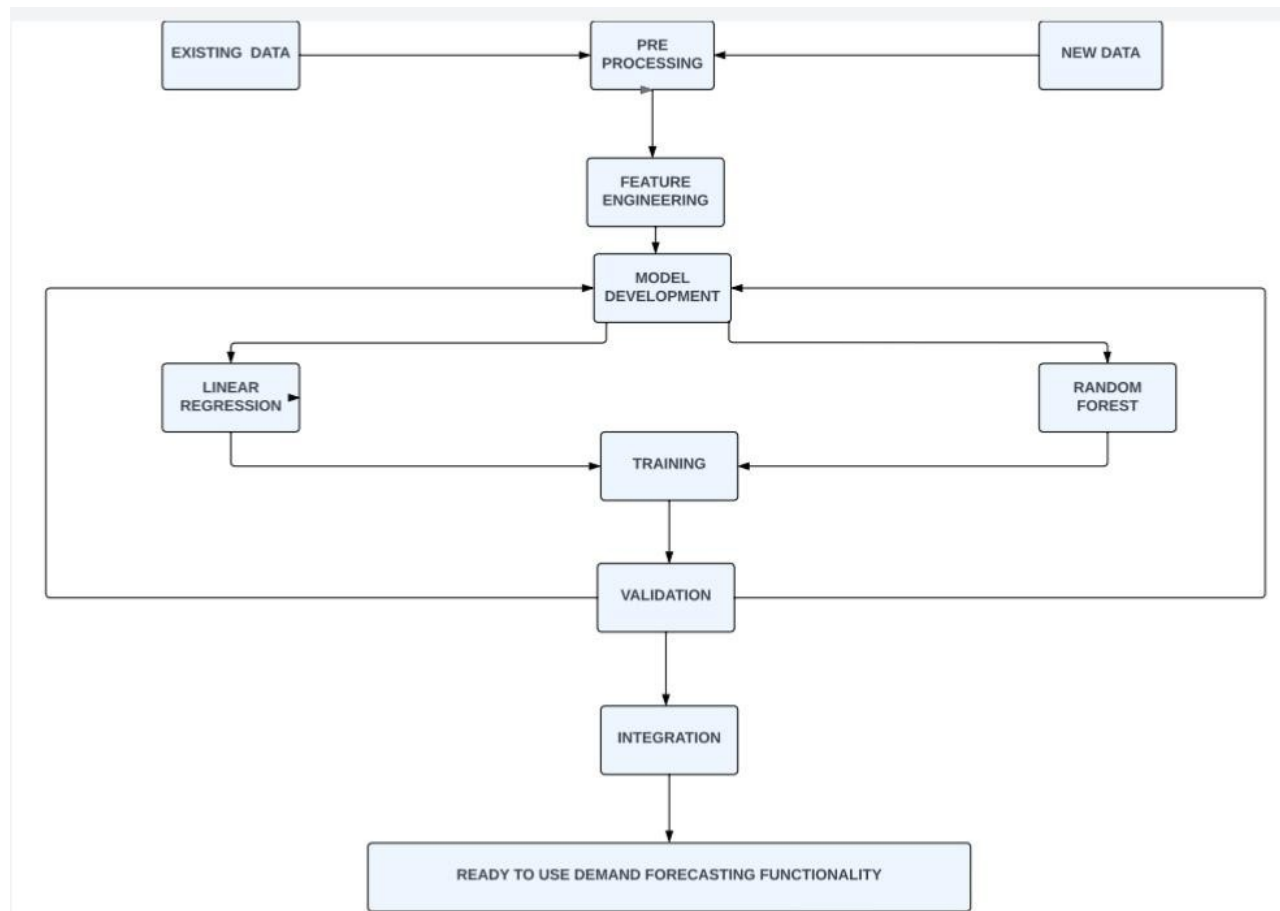 EXISTING DATA
PRE
PROCESSING
NEW DATA
FEATURE
ENGINEERING
MODEL
DEVELOPMENT
LINEAR
REGRESSION
RANDOM
FOREST
TRAINING
VALIDATION
INTEGRATION
READY TO USE DEMAND FORECASTING FUNCTIONALITY